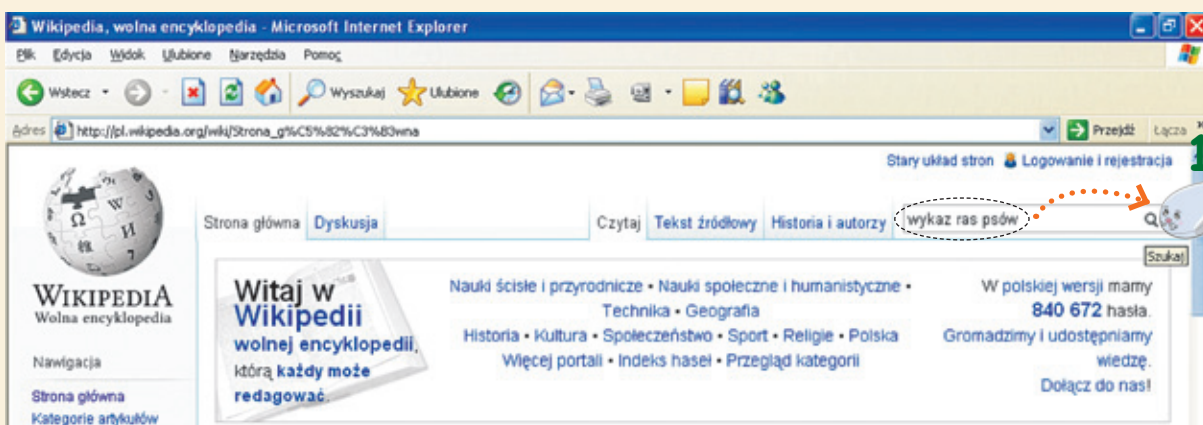 Wikipedia, wolna encyklopedia - Microsoft Internet Explorer
Plik Edycja Widok Ulubione Narzędzia Pomoc
Wstecz Wyszukaj Ulubione
Adres http://pl.wikipedia.org/wiki/Strona_g%C5%82%C3%B3wna Przejdź Łącza »
Stary układ stron Logowanie i rejestracja
1
Strona główna Dyskusja Czytaj Tekst źródłowy Historia i autorzy wykaz ras psów
Szukaj
Ω W И 7
WIKIPEDIA
Wolna encyklopedia
Nawigacja
Strona główna
Kategorie artykułów
Witaj w
Wikipedii
wolnej encyklopedii,
którą każdy może
redagować.
Nauki ścisłe i przyrodnicze • Nauki społeczne i humanistyczne •
Technika • Geografia
Historia • Kultura • Społeczeństwo • Sport • Religie • Polska
Więcej portali • Indeks haseł • Przegląd kategorii
W polskiej wersji mamy
840 672 hasła.
Gromadzimy i udostępniamy
wiedzę.
Dołącz do nas!